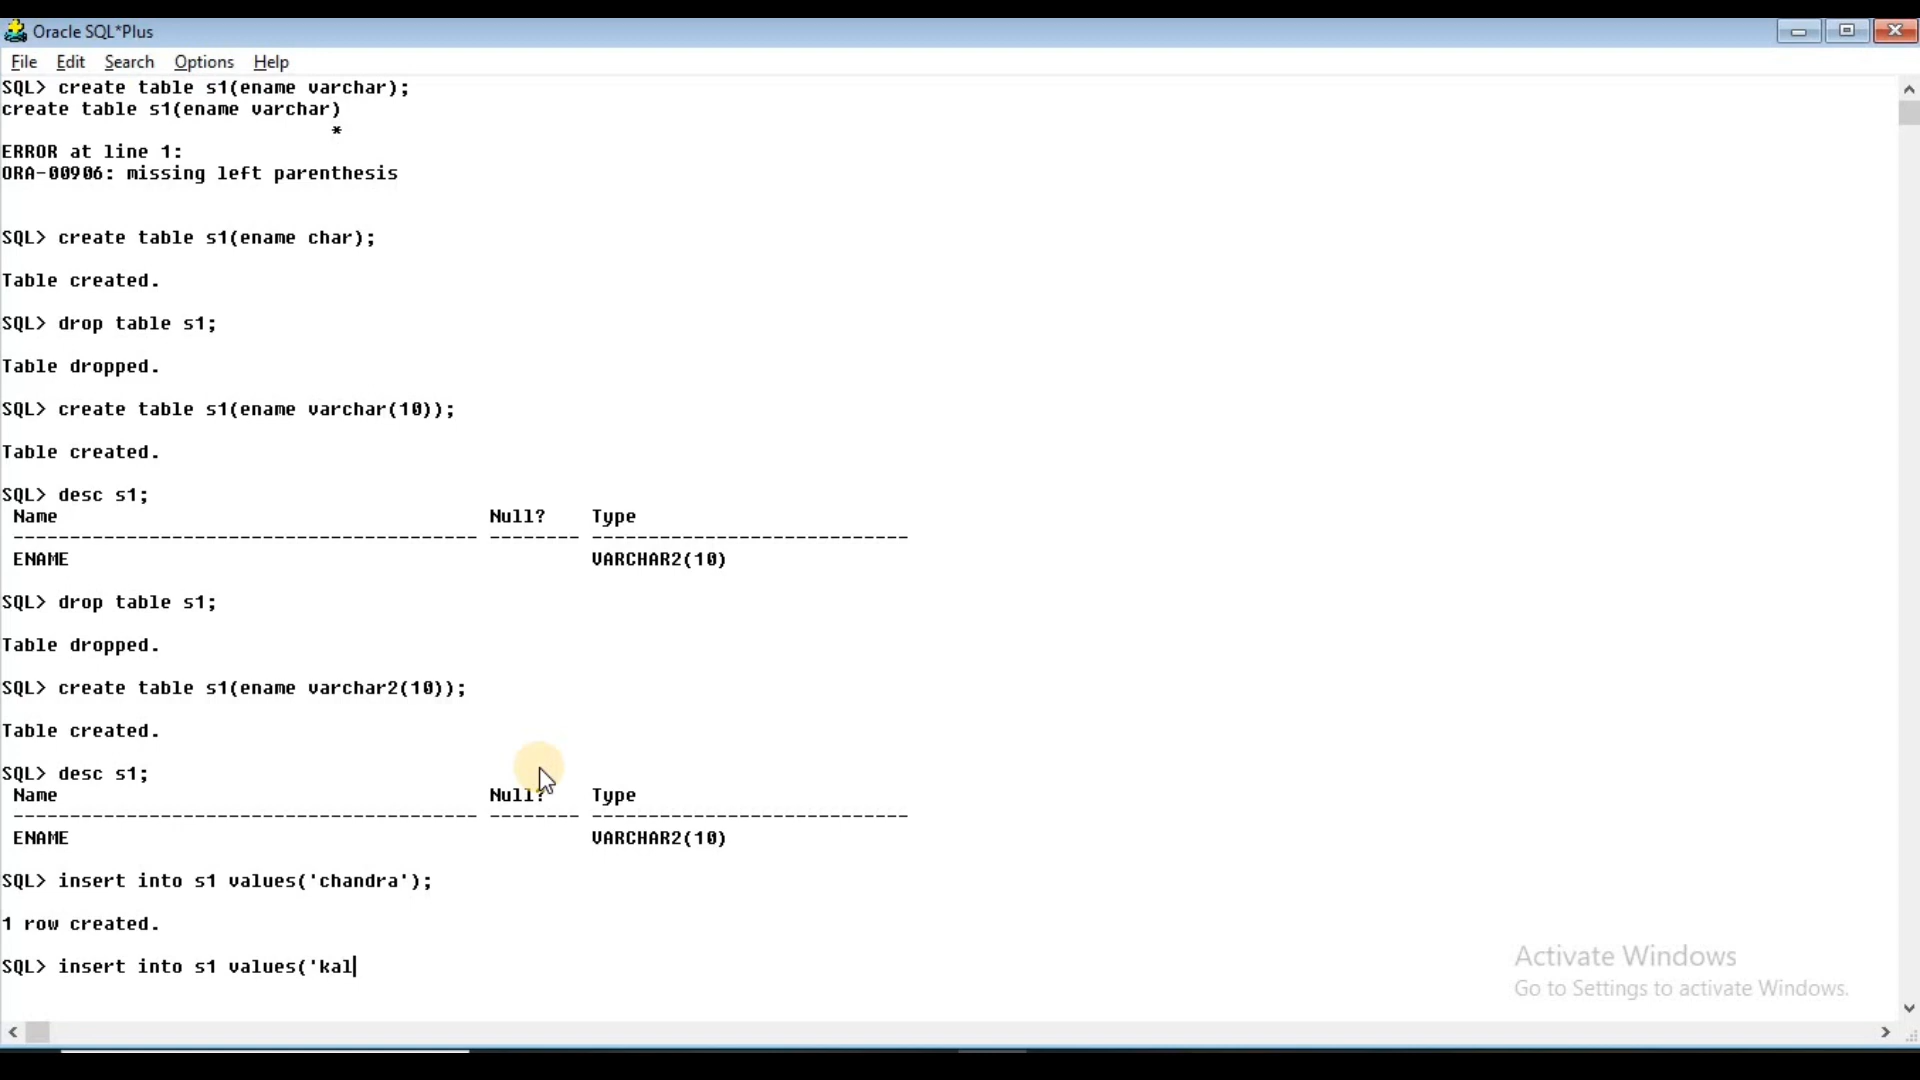 Oracle SQL*Plus
File Edit Search Options Help
SQL> create table s1(ename varchar);
create table s1(ename varchar)
*
ERROR at line 1:
ORA-00906: missing left parenthesis
SQL> create table s1(ename char);
Table created.
SQL> drop table s1;
Table dropped.
SQL> create table s1(ename varchar(10));
Table created.
SQL> desc s1;
Name Null? Type
----------------------------------------- -------- ----------------------------
ENAME VARCHAR2(10)
SQL> drop table s1;
Table dropped.
SQL> create table s1(ename varchar2(10));
Table created.
SQL> desc s1;
Name Null? Type
----------------------------------------- -------- ----------------------------
ENAME VARCHAR2(10)
SQL> insert into s1 values('chandra');
1 row created.
SQL> insert into s1 values('kal
Activate Windows
Go to Settings to activate Windows.